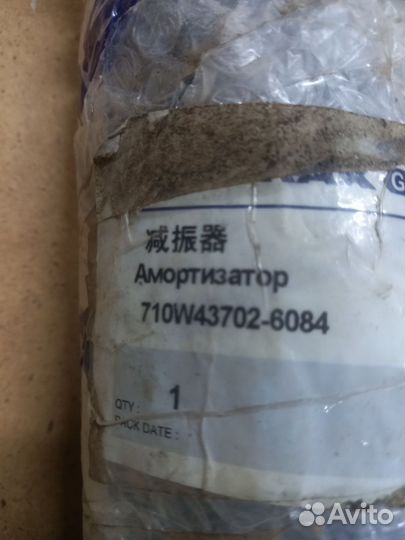 减振器
Амортизатор
710W43702-6084
QTY : 1
PACK DATE :
Avito